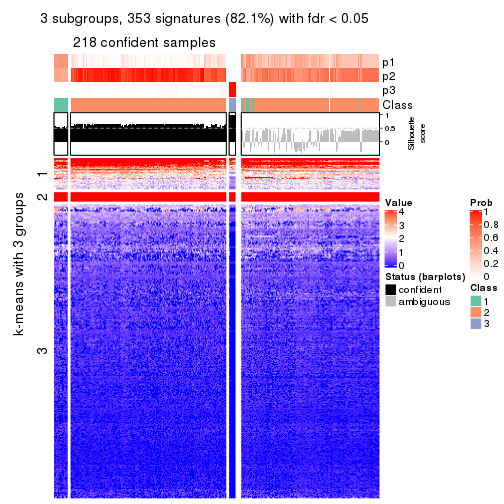 3 subgroups, 353 signatures (82.1%) with fdr < 0.05
218 confident samples
p1
p2
p3
Class
1
0.5
0
Silhouette
score
k-means with 3 groups
1
2
3
Value
4
3
2
1
0
Status (barplots)
confident
ambiguous
Prob
1
0.8
0.6
0.4
0.2
0
Class
1
2
3